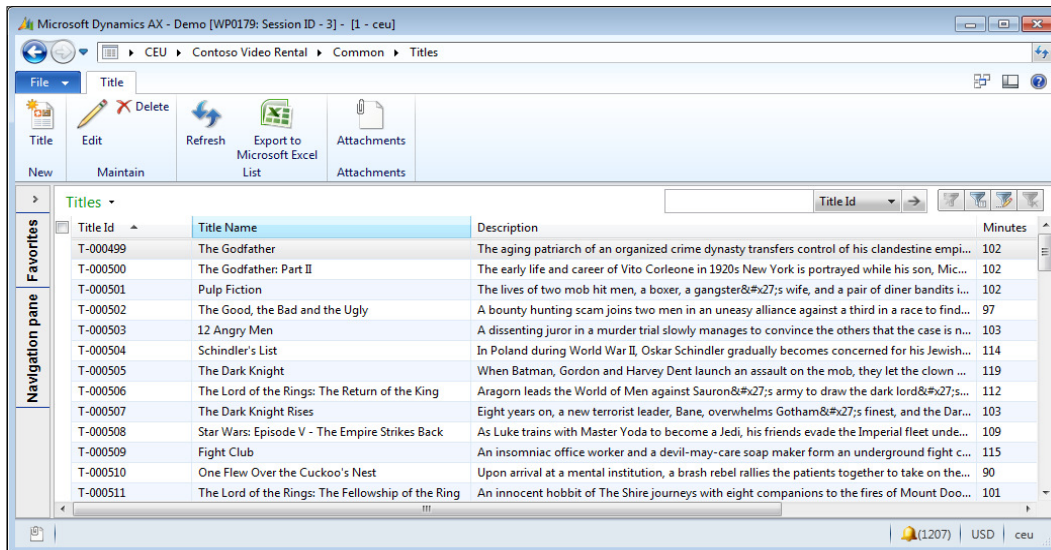 Microsoft Dynamics AX - Demo [WP0179: Session ID - 3] - [1 - ceu]
CEU Contoso Video Rental Common Titles
File Title
Title Edit Delete Refresh Export to Microsoft Excel Attachments
New Maintain List Attachments
Favorites
Navigation pane
Titles Title Id
Title Id Title Name Description Minutes
T-000499 The Godfather The aging patriarch of an organized crime dynasty transfers control of his clandestine empi... 102
T-000500 The Godfather: Part II The early life and career of Vito Corleone in 1920s New York is portrayed while his son, Mic... 102
T-000501 Pulp Fiction The lives of two mob hit men, a boxer, a gangster&#x27;s wife, and a pair of diner bandits i... 102
T-000502 The Good, the Bad and the Ugly A bounty hunting scam joins two men in an uneasy alliance against a third in a race to find... 97
T-000503 12 Angry Men A dissenting juror in a murder trial slowly manages to convince the others that the case is n... 103
T-000504 Schindler's List In Poland during World War II, Oskar Schindler gradually becomes concerned for his Jewish... 114
T-000505 The Dark Knight When Batman, Gordon and Harvey Dent launch an assault on the mob, they let the clown ... 119
T-000506 The Lord of the Rings: The Return of the King Aragorn leads the World of Men against Sauron&#x27;s army to draw the dark lord&#x27;s... 112
T-000507 The Dark Knight Rises Eight years on, a new terrorist leader, Bane, overwhelms Gotham&#x27;s finest, and the Dar... 103
T-000508 Star Wars: Episode V - The Empire Strikes Back As Luke trains with Master Yoda to become a Jedi, his friends evade the Imperial fleet unde... 109
T-000509 Fight Club An insomniac office worker and a devil-may-care soap maker form an underground fight c... 115
T-000510 One Flew Over the Cuckoo's Nest Upon arrival at a mental institution, a brash rebel rallies the patients together to take on the... 90
T-000511 The Lord of the Rings: The Fellowship of the Ring An innocent hobbit of The Shire journeys with eight companions to the fires of Mount Doo... 101
(1207) USD ceu